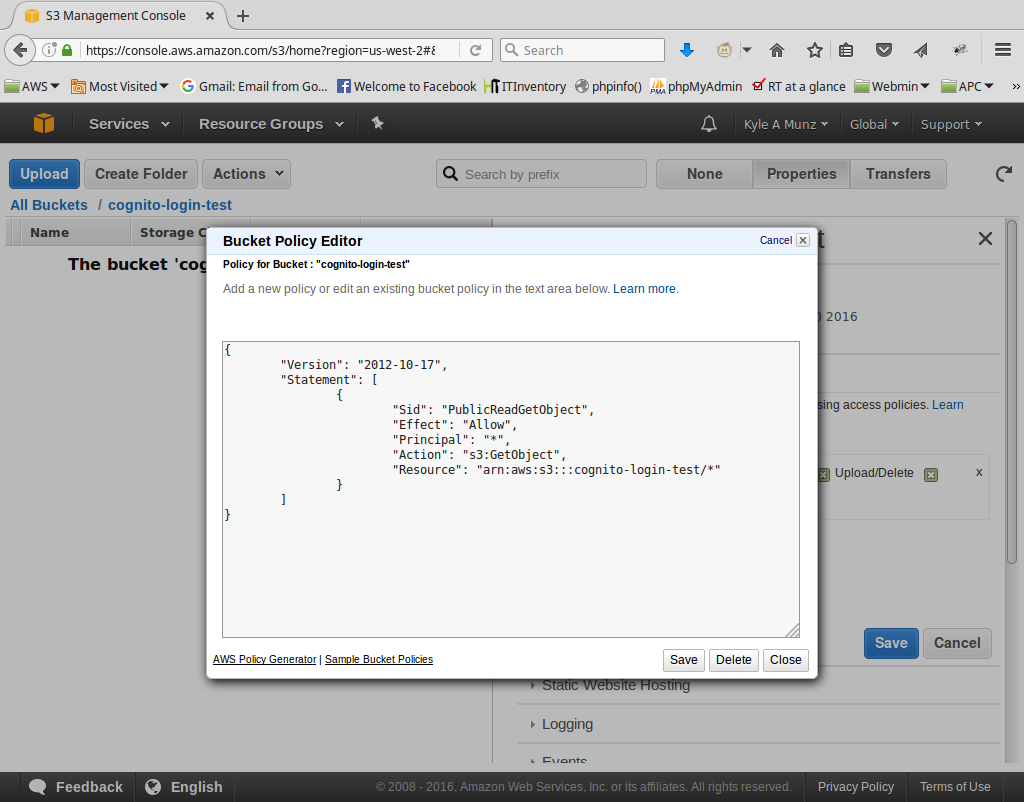 S3 Management Console
https://console.aws.amazon.com/s3/home?region=us-west-2#&
Search
AWS
Most Visited
Gmail: Email from Go...
Welcome to Facebook
ITInventory
phpinfo()
phpMyAdmin
RT at a glance
Webmin
APC
Services
Resource Groups
Kyle A Munz
Global
Support
Upload
Create Folder
Actions
Search by prefix
None
Properties
Transfers
All Buckets / cognito-login-test
Name
Storage C
The bucket 'cog
Bucket Policy Editor
Cancel
Policy for Bucket : "cognito-login-test"
Add a new policy or edit an existing bucket policy in the text area below. Learn more.
{
"Version": "2012-10-17",
"Statement": [
{
"Sid": "PublicReadGetObject",
"Effect": "Allow",
"Principal": "*",
"Action": "s3:GetObject",
"Resource": "arn:aws:s3:::cognito-login-test/*"
}
]
}
AWS Policy Generator | Sample Bucket Policies
Save
Delete
Close
2016
sing access policies. Learn
Upload/Delete
x
Save
Cancel
Static Website Hosting
Logging
Events
Feedback
English
© 2008 - 2016, Amazon Web Services, Inc. or its affiliates. All rights reserved.
Privacy Policy
Terms of Use